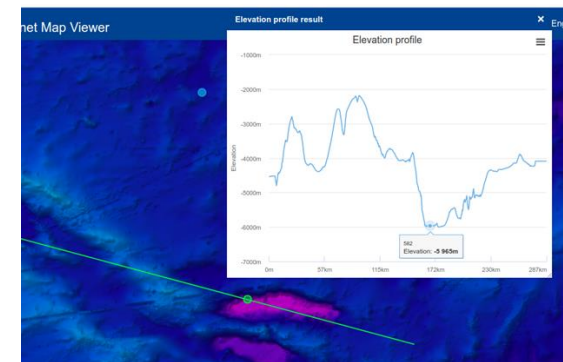 net Map Viewer
Elevation profile result
×
Eng
Elevation profile
-1000m
-2000m
-3000m
-4000m
-5000m
-6000m
-7000m
Elevation
Elevation: -5 965m
0m
57km
115km
172km
230km
287km